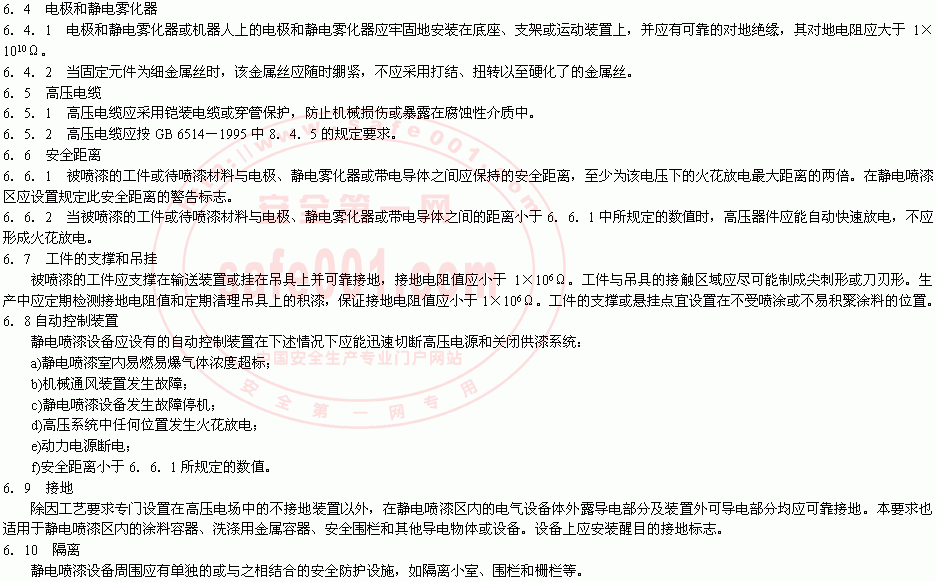 6．4　电极和静电雾化器
6．4．1　电极和静电雾化器或机器人上的电极和静电雾化器应牢固地安装在底座、支架或运动装置上，并应有可靠的对地绝缘，其对地电阻应大于 1×
10¹⁰Ω。
6．4．2　当固定元件为细金属丝时，该金属丝应随时绷紧，不应采用打结、扭转以至硬化了的金属丝。
6．5　高压电缆
6．5．1　高压电缆应采用铠装电缆或穿管保护，防止机械损伤或暴露在腐蚀性介质中。
6．5．2　高压电缆应按 GB 6514－1995 中 8．4．5 的规定要求。
6．6　安全距离
6．6．1　被喷漆的工件或待喷漆材料与电极、静电雾化器或带电导体之间应保持的安全距离，至少为该电压下的火花放电最大距离的两倍。在静电喷漆
区应设置规定此安全距离的警告标志。
6．6．2　当被喷漆的工件或待喷漆材料与电极、静电雾化器或带电导体之间的距离小于 6．6．1 中所规定的数值时，高压器件应能自动快速放电，不应
形成火花放电。
6．7　工件的支撑和吊挂
被喷漆的工件应支撑在输送装置或挂在吊具上并可靠接地，接地电阻值应小于 1×10⁶Ω。工件与吊具的接触区域应尽可能制成尖刺形或刀刃形。生
产中应定期检测接地电阻值和定期清理吊具上的积漆，保证接地电阻值应小于 1×10⁶Ω。工件的支撑或悬挂点宜设置在不受喷涂或不易积聚涂料的位置。
6．8 自动控制装置
静电喷漆设备应设有的自动控制装置在下述情况下应能迅速切断高压电源和关闭供漆系统：
a)静电喷漆室内易燃易爆气体浓度超标；
b)机械通风装置发生故障；
c)静电喷漆设备发生故障停机；
d)高压系统中任何位置发生火花放电；
e)动力电源断电；
f)安全距离小于 6．6．1 所规定的数值。
6．9　接地
除因工艺要求专门设置在高压电场中的不接地装置以外，在静电喷漆区内的电气设备体外露导电部分及装置外可导电部分均应可靠接地。本要求也
适用于静电喷漆区内的涂料容器、洗涤用金属容器、安全围栏和其他导电物体或设备。设备上应安装醒目的接地标志。
6．10　隔离
静电喷漆设备周围应有单独的或与之相结合的安全防护设施，如隔离小室、围栏和栅栏等。
http://www.safe001.com
安全第一网
safe001.com
中国安全生产专业门户网站
安全第一网专用